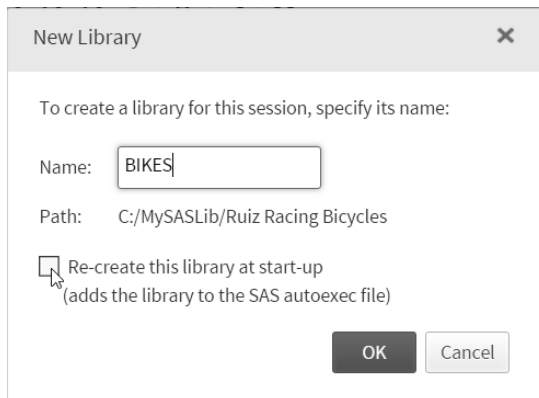 New Library
To create a library for this session, specify its name:
Name: BIKES
Path: C:/MySASLib/Ruiz Racing Bicycles
Re-create this library at start-up
(adds the library to the SAS autoexec file)
OK Cancel